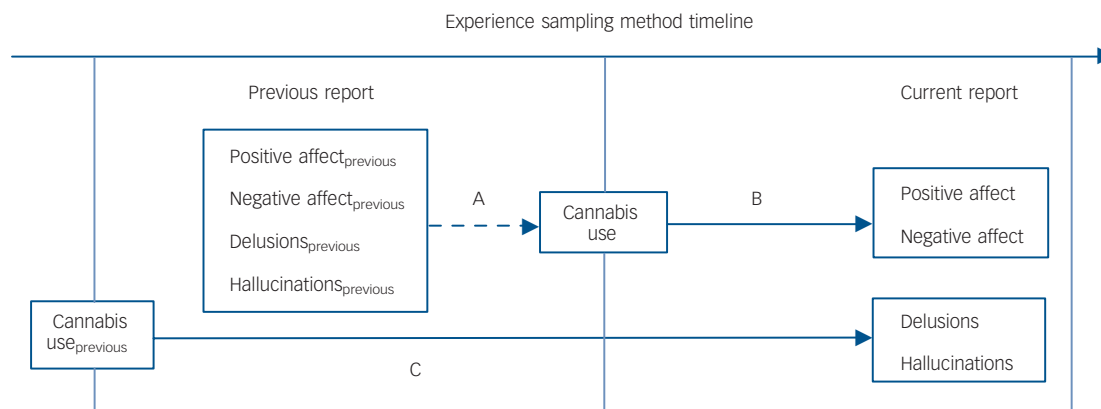 Experience sampling method timeline
Previous report
Current report
Positive affectprevious
Negative affectprevious
Delusionsprevious
Hallucinationsprevious
A
Cannabis
use
B
Positive affect
Negative affect
Cannabis
useprevious
C
Delusions
Hallucinations